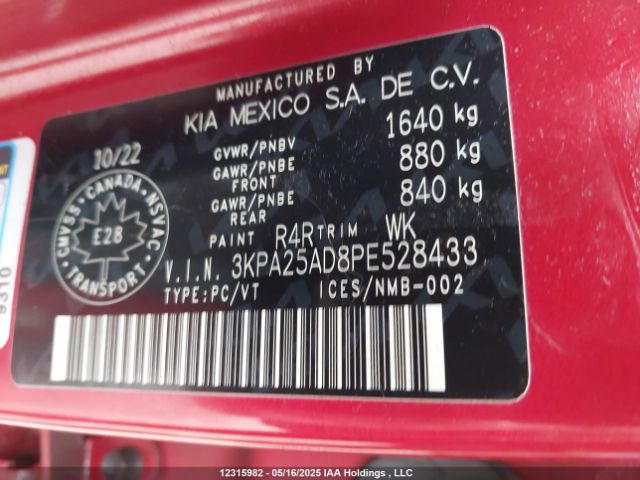 MANUFACTURED BY
KIA MEXICO S.A. DE C.V.
10/22
GVWR/PNBV 1640 kg
GAWR/PNBE FRONT 880 kg
GAWR/PNBE REAR 840 kg
PAINT R4R TRIM WK
V.I.N. 3KPA25AD8PE528433
TYPE:PC/VT ICES/NMB-002
CMVSS · CANADA · NSVAC
E28
TRANSPORT
9310
12315982 - 05/16/2025 IAA Holdings , LLC